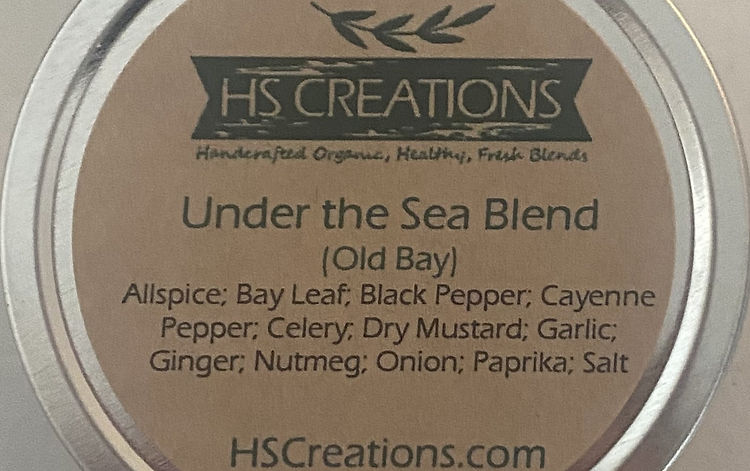 HS CREATIONS
Handcrafted Organic, Healthy, Fresh Blends
Under the Sea Blend
(Old Bay)
Allspice; Bay Leaf; Black Pepper; Cayenne
Pepper; Celery; Dry Mustard; Garlic;
Ginger; Nutmeg; Onion; Paprika; Salt
HSCreations.com